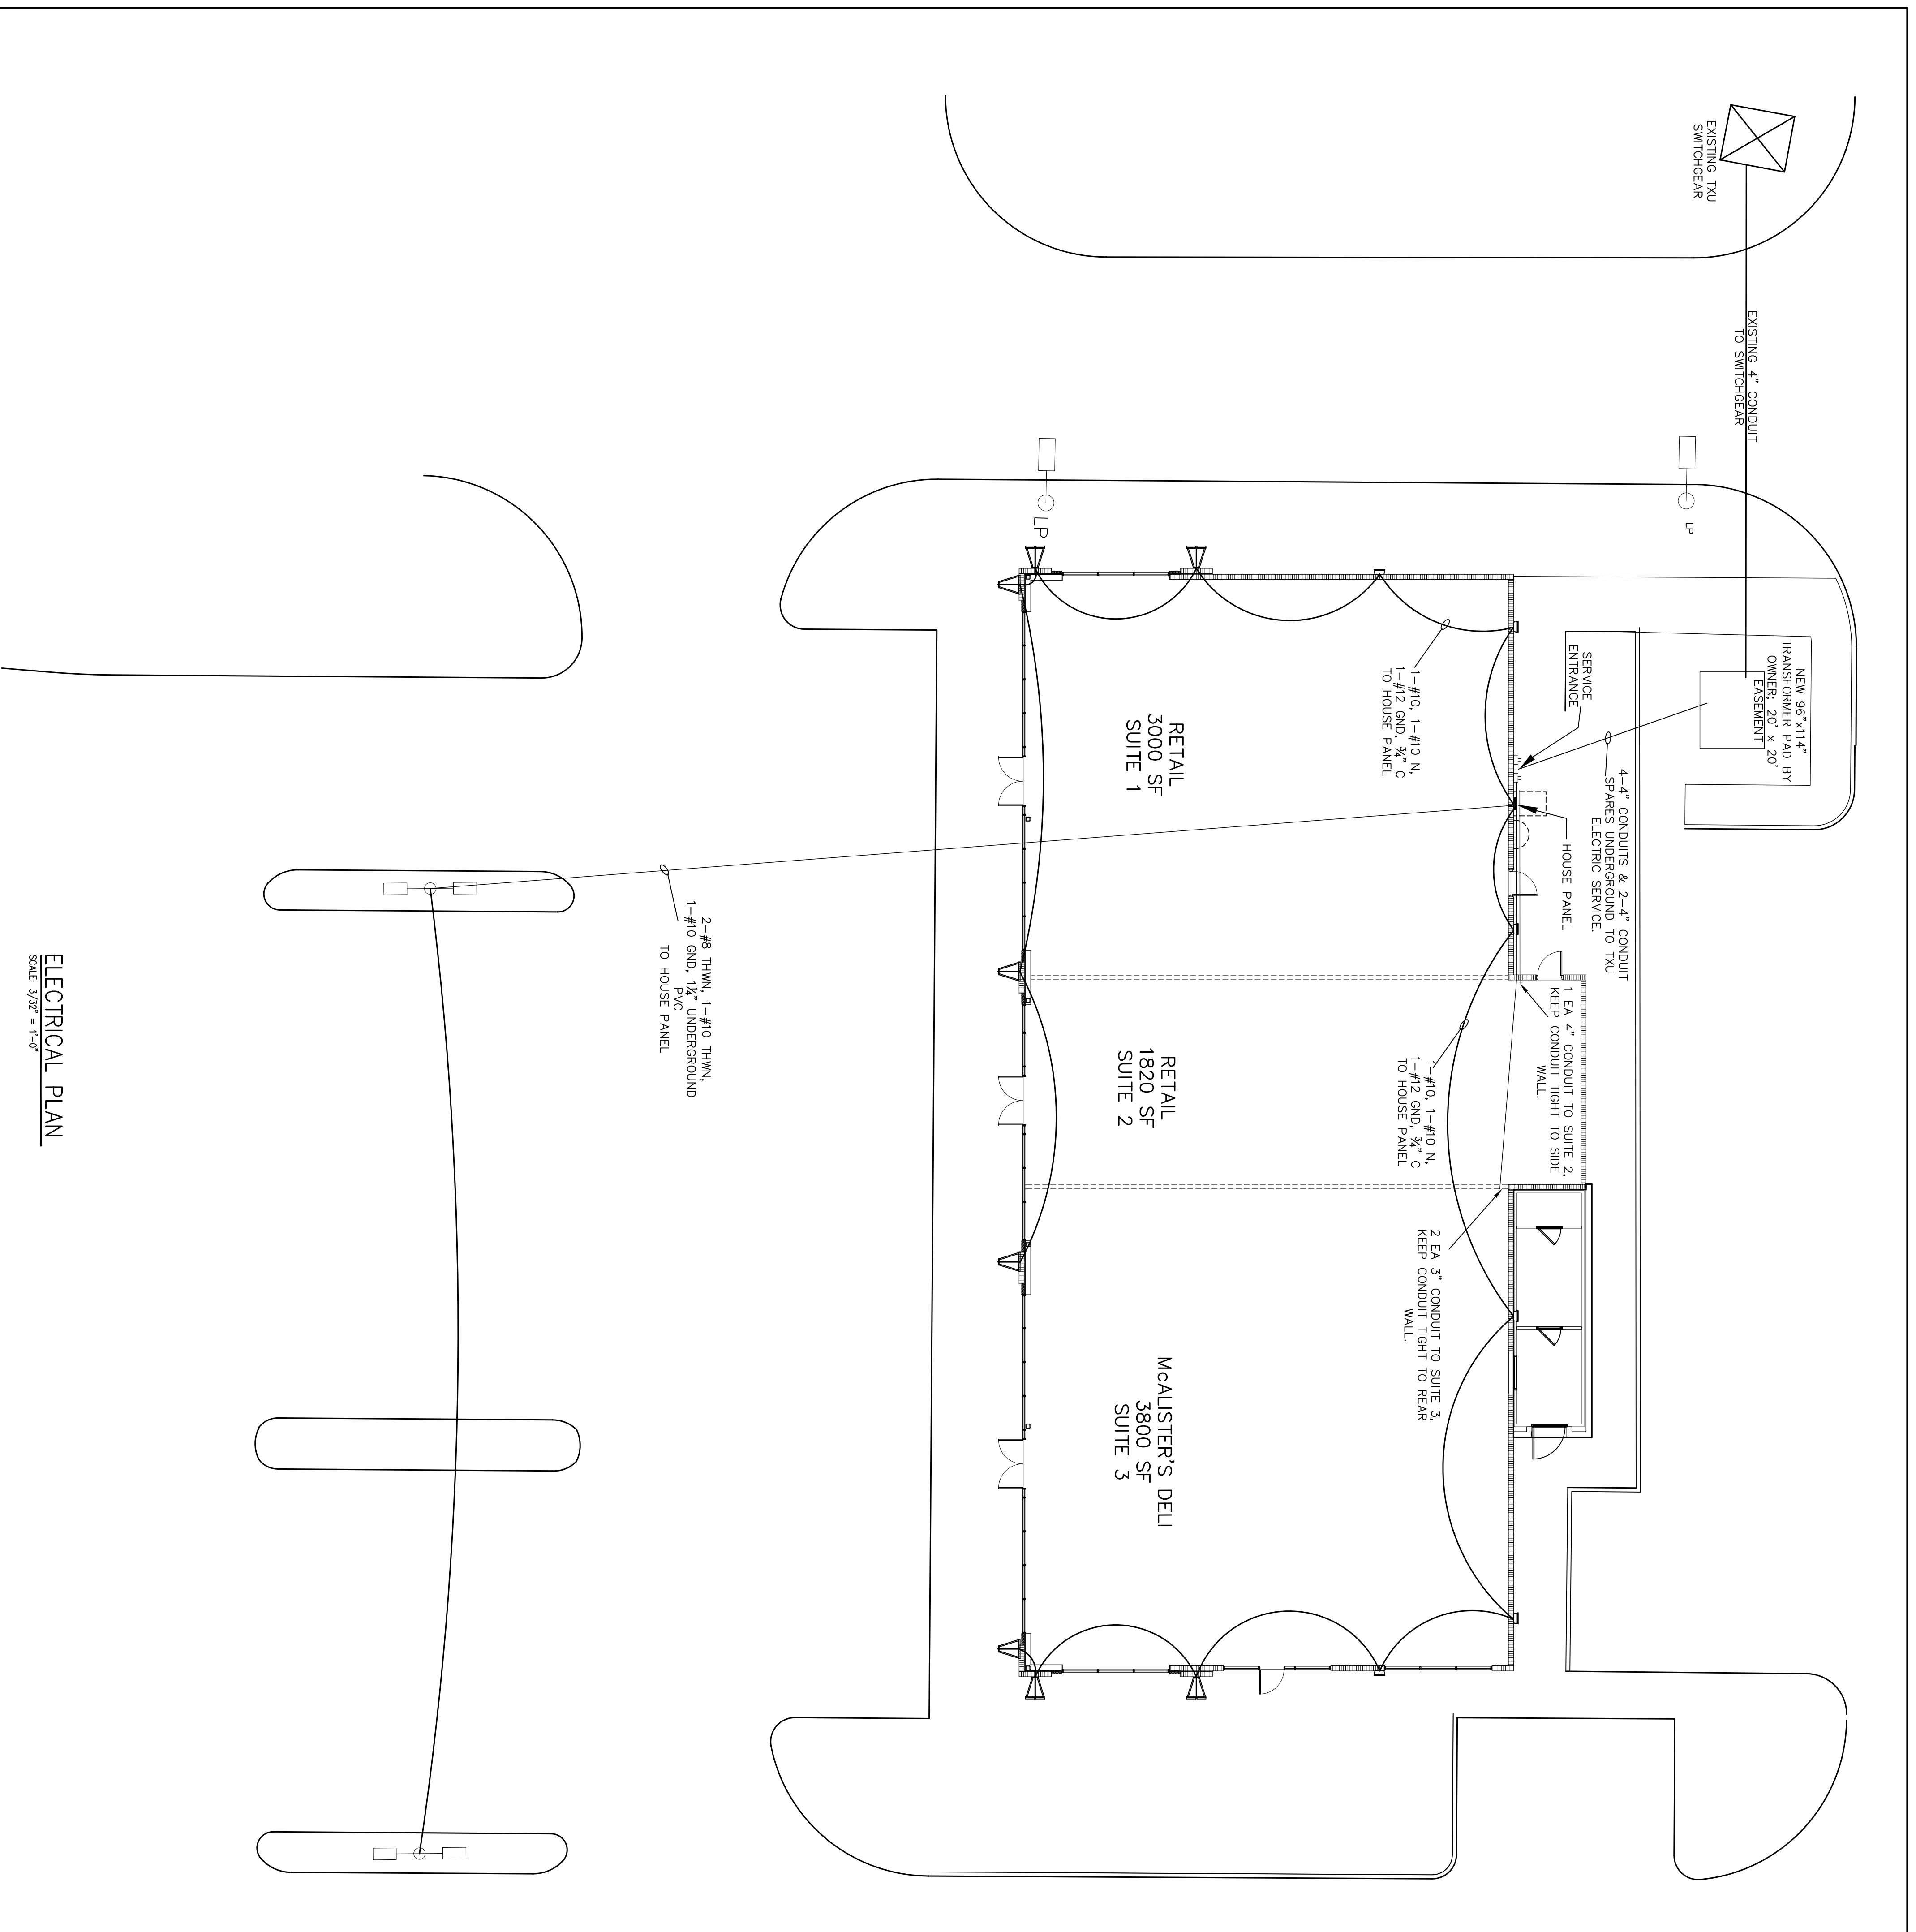 EXISTING TXU
SWITCHGEAR
EXISTING 4" CONDUIT
TO SWITCHGEAR
LP
LP
NEW 96"x114"
TRANSFORMER PAD BY
OWNER; 20' x 20'
EASEMENT
SERVICE
ENTRANCE
4-4" CONDUITS & 2-4" CONDUIT
SPARES UNDERGROUND TO TXU
ELECTRIC SERVICE.
HOUSE PANEL
1 EA 4" CONDUIT TO SUITE 2,
KEEP CONDUIT TIGHT TO SIDE
WALL.
1-#10, 1-#10 N,
1-#12 GND, ¾" C
TO HOUSE PANEL
1-#10, 1-#10 N,
1-#12 GND, ¾" C
TO HOUSE PANEL
2 EA 3" CONDUIT TO SUITE 3,
KEEP CONDUIT TIGHT TO REAR
WALL.
RETAIL
3000 SF
SUITE 1
RETAIL
1820 SF
SUITE 2
McALISTER'S DELI
3800 SF
SUITE 3
2-#8 THWN, 1-#10 THWN,
1-#10 GND, 1¼" UNDERGROUND
PVC
TO HOUSE PANEL
ELECTRICAL PLAN
SCALE: 3/32" = 1'-0"